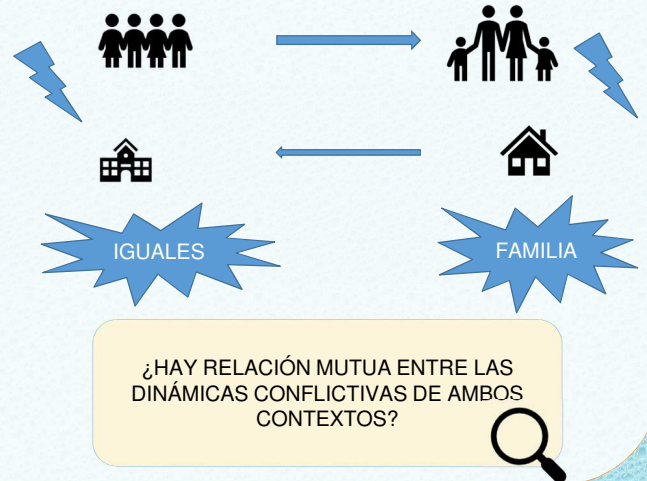 IGUALES
FAMILIA
¿HAY RELACIÓN MUTUA ENTRE LAS
DINÁMICAS CONFLICTIVAS DE AMBOS
CONTEXTOS?